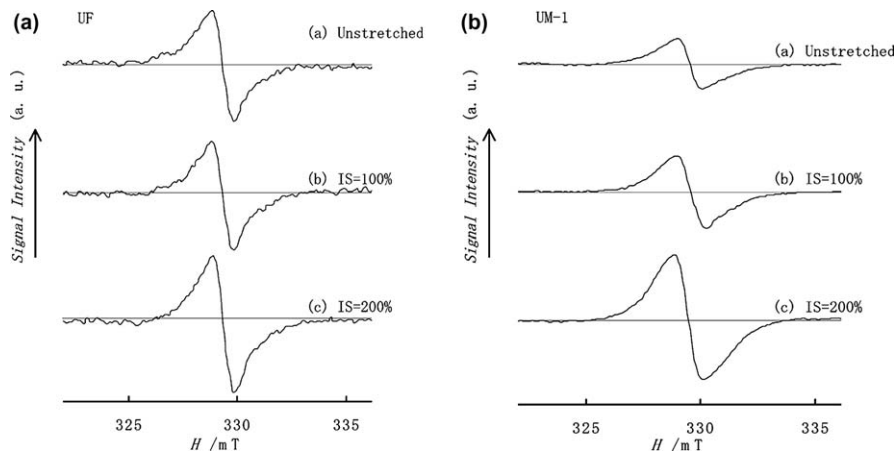 (a) UF
(a) Unstretched
(b) IS=100%
(c) IS=200%
Signal Intensity (a. u.)
325 330 335
H /mT
(b) UM-1
(a) Unstretched
(b) IS=100%
(c) IS=200%
Signal Intensity (a. u.)
325 330 335
H /mT